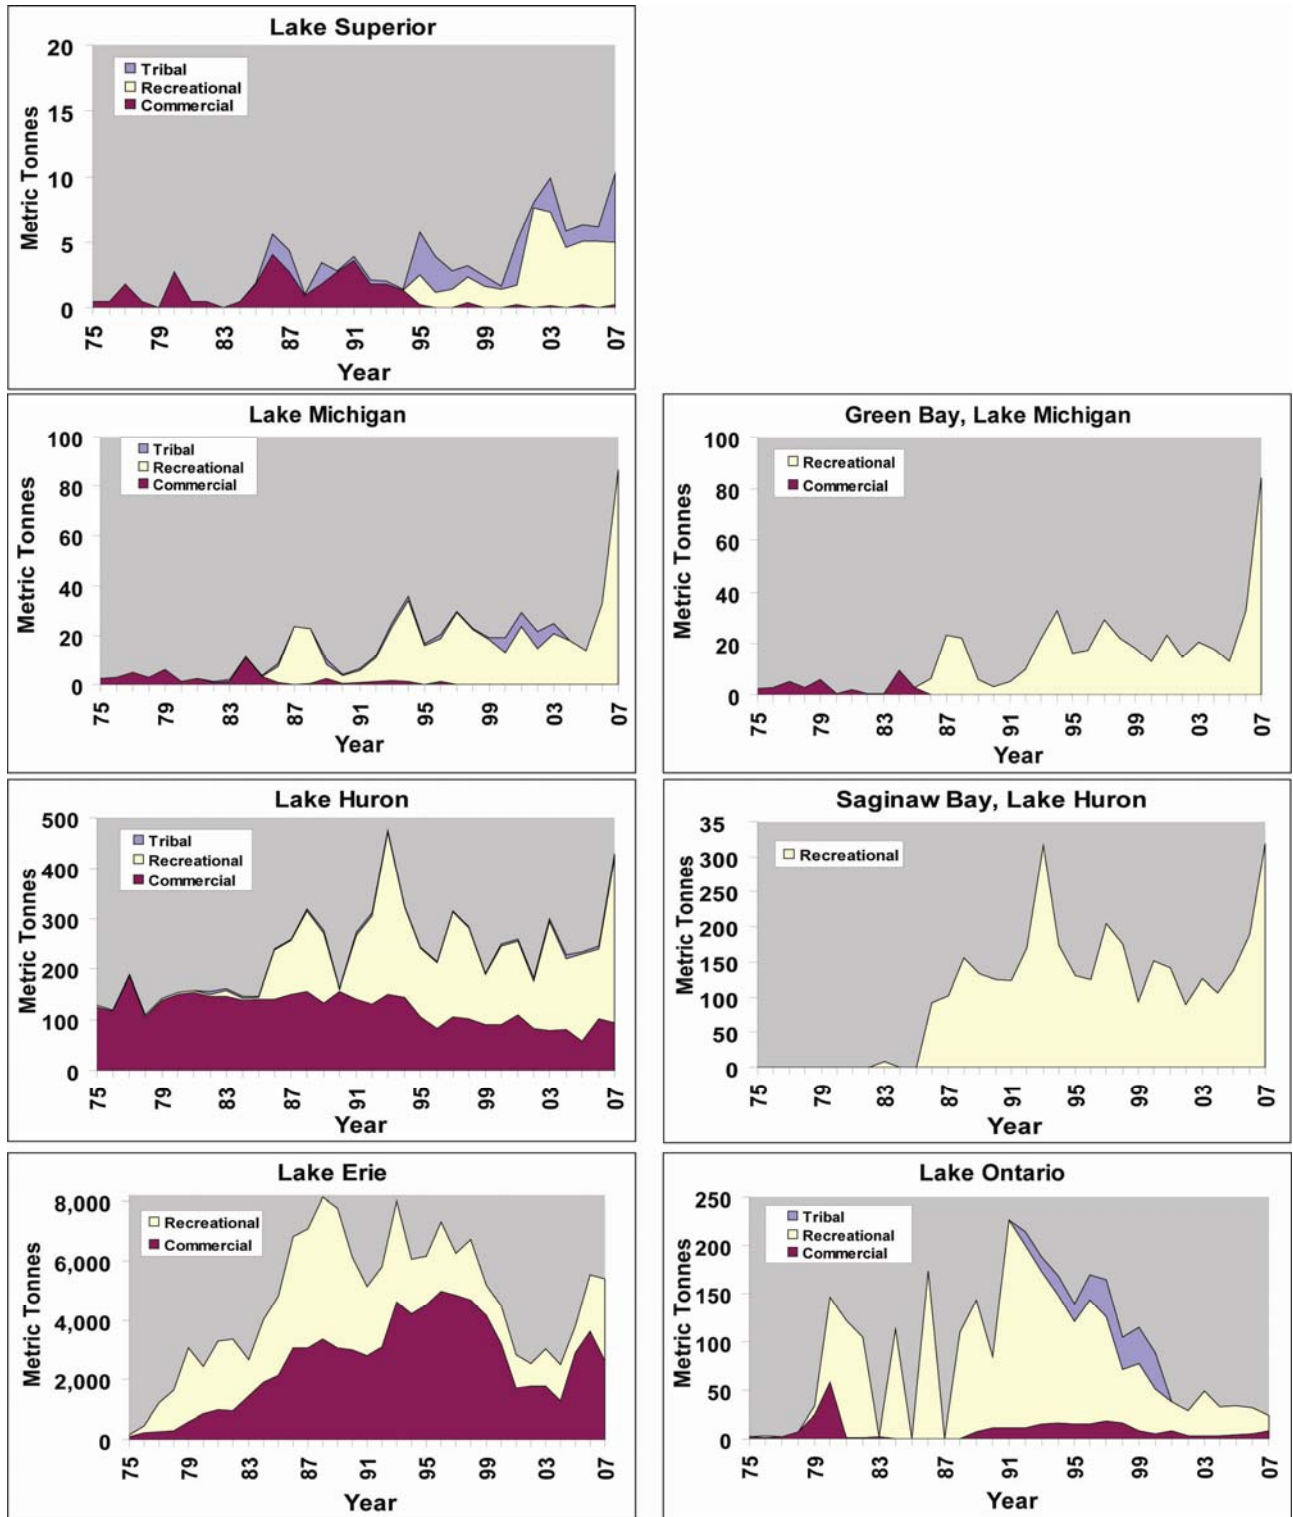 Lake Superior
20
15
10
5
0
Metric Tonnes
Tribal
Recreational
Commercial
75 79 83 87 91 95 99 03 07
Year
Lake Michigan
100
80
60
40
20
0
Metric Tonnes
Tribal
Recreational
Commercial
75 79 83 87 91 95 99 03 07
Year
Green Bay, Lake Michigan
100
80
60
40
20
0
Metric Tonnes
Recreational
Commercial
75 79 83 87 91 95 99 03 07
Year
Lake Huron
500
400
300
200
100
0
Metric Tonnes
Tribal
Recreational
Commercial
75 79 83 87 91 95 99 03 07
Year
Saginaw Bay, Lake Huron
35
300
250
200
150
100
50
0
Metric Tonnes
Recreational
75 79 83 87 91 95 99 03 07
Year
Lake Erie
8,000
6,000
4,000
2,000
0
Metric Tonnes
Recreational
Commercial
75 79 83 87 91 95 99 03 07
Year
Lake Ontario
250
200
150
100
50
0
Metric Tonnes
Tribal
Recreational
Commercial
75 79 83 87 91 95 99 03 07
Year